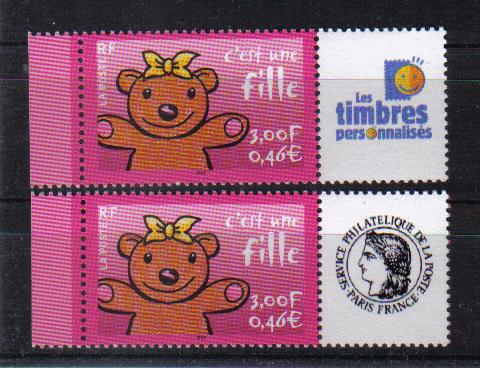 RF
LA POSTE
c'est une
fille
3,00F
0,46€
Les
timbres
personnalisés
RF
LA POSTE
c'est une
fille
3,00F
0,46€
SERVICE PHILATELIQUE DE LA POSTE
PARIS FRANCE